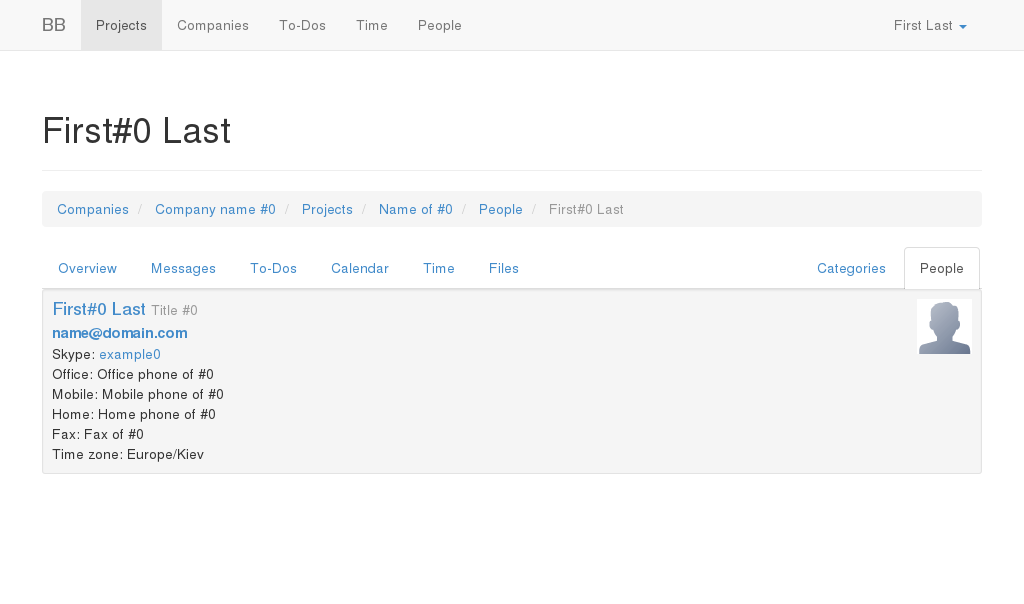 BB Projects Companies To-Dos Time People First Last
First#0 Last
Companies / Company name #0 / Projects / Name of #0 / People / First#0 Last
Overview Messages To-Dos Calendar Time Files Categories People
First#0 Last Title #0
name@domain.com
Skype: example0
Office: Office phone of #0
Mobile: Mobile phone of #0
Home: Home phone of #0
Fax: Fax of #0
Time zone: Europe/Kiev